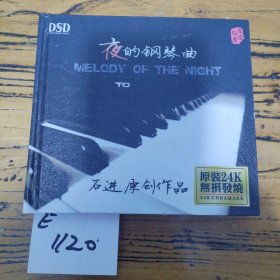 DSD
夜的钢琴曲
MELODY OF THE NIGHT
TO
石进 原创作品
原裝24K
無損發燒
24K UNDAMAGE
E
1120